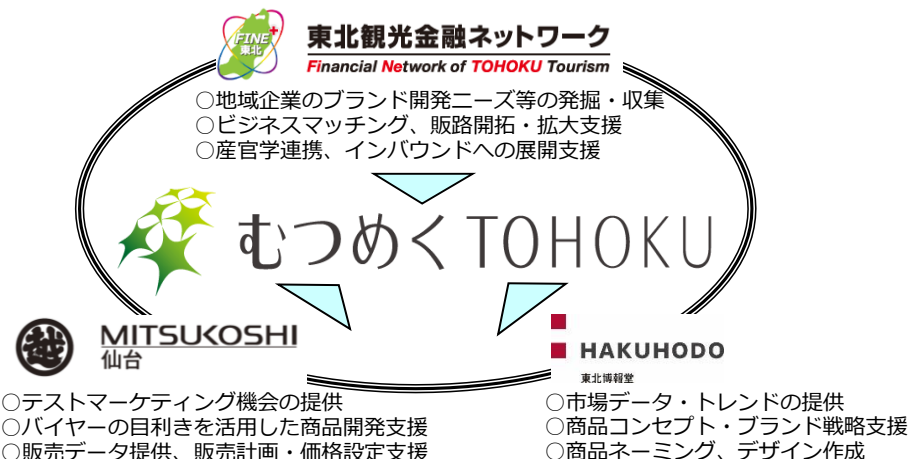 FINE+
東北
東北観光金融ネットワーク
Financial Network of TOHOKU Tourism
○地域企業のブランド開発ニーズ等の発掘・収集
○ビジネスマッチング、販路開拓・拡大支援
○産官学連携、インバウンドへの展開支援
むつめくTOHOKU
越
MITSUKOSHI
仙台
○テストマーケティング機会の提供
○バイヤーの目利きを活用した商品開発支援
○販売データ提供、販売計画・価格設定支援
HAKUHODO
東北博報堂
○市場データ・トレンドの提供
○商品コンセプト・ブランド戦略支援
○商品ネーミング、デザイン作成